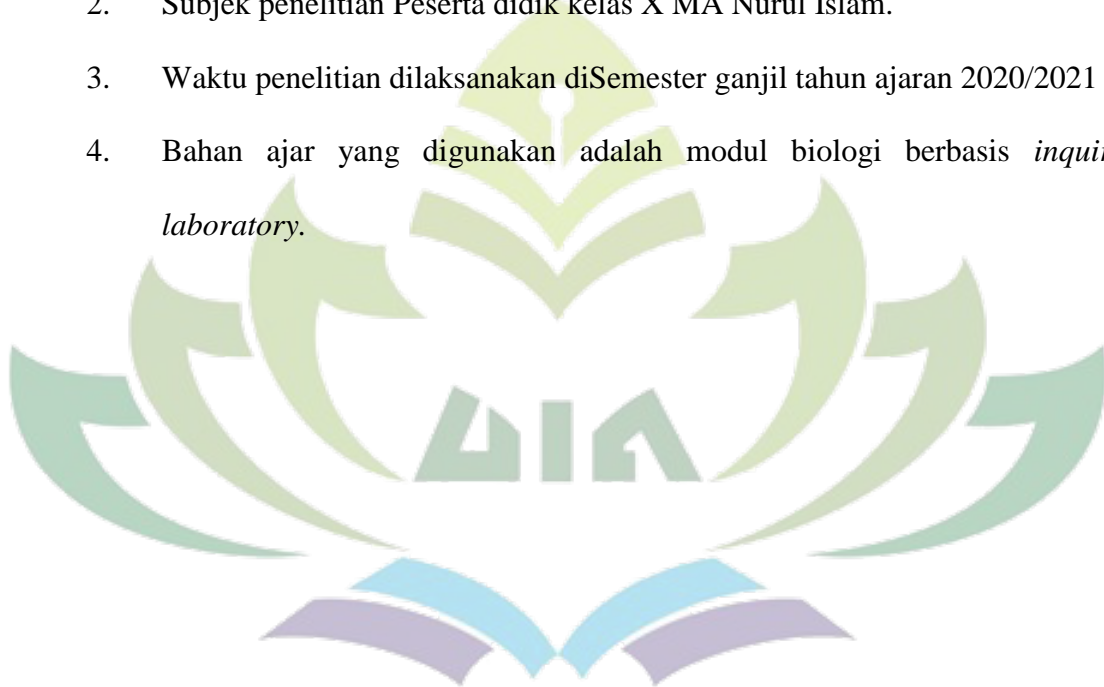 2. Subjek penelitian Peserta didik kelas X MA Nurul Islam.
3. Waktu penelitian dilaksanakan diSemester ganjil tahun ajaran 2020/2021
4. Bahan ajar yang digunakan adalah modul biologi berbasis
laboratory.
UIN